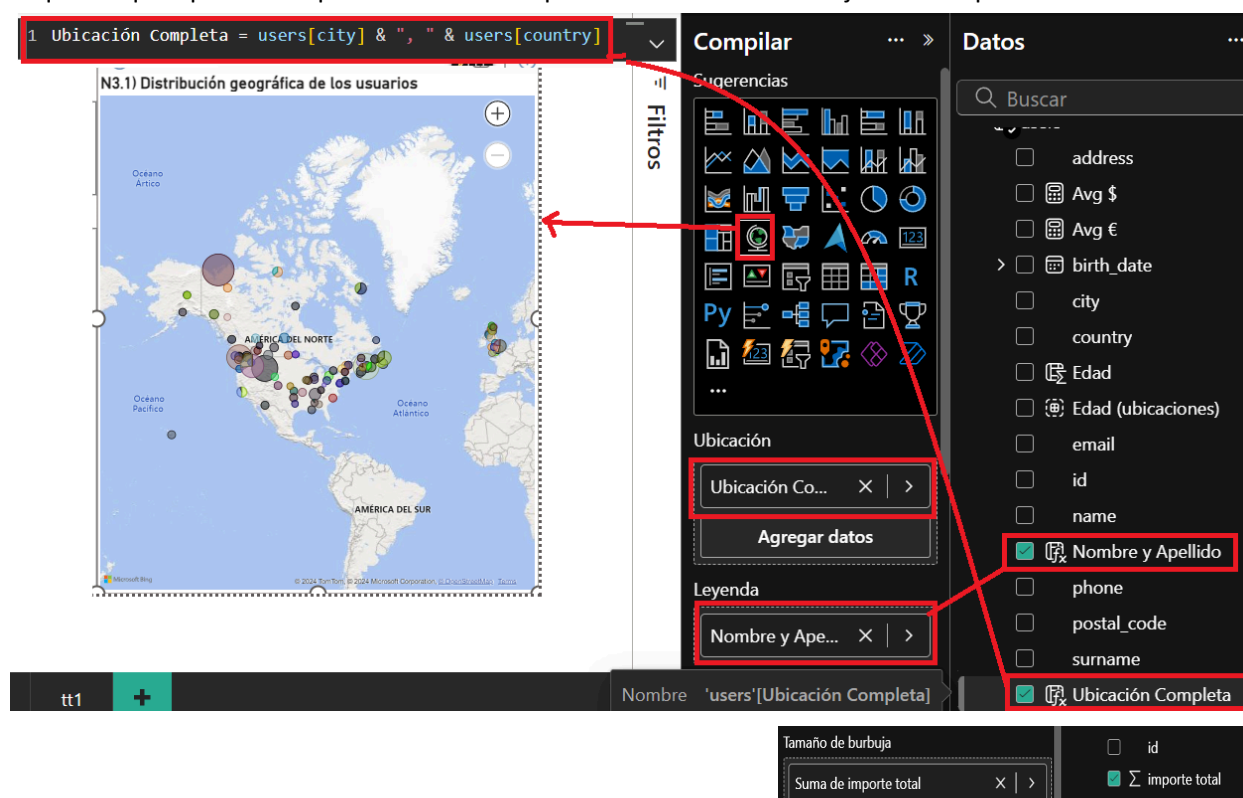 1 Ubicación Completa = users[city] & ", " & users[country]
N3.1) Distribución geográfica de los usuarios
Océano
Ártico
AMÉRICA DEL NORTE
Océano
Pacífico
Océano
Atlántico
AMÉRICA DEL SUR
Microsoft Bing
© 2024 TomTom, © 2024 Microsoft Corporation, © OpenStreetMap Terms
tt1
+
Filtros
Compilar
Sugerencias
123
R
Py
123
Ubicación
Ubicación Co...
Agregar datos
Leyenda
Nombre y Ape...
Nombre 'users'[Ubicación Completa]
Datos
Buscar
address
Avg $
Avg €
birth_date
city
country
Edad
Edad (ubicaciones)
email
id
name
Nombre y Apellido
phone
postal_code
surname
Ubicación Completa
Tamaño de burbuja
Suma de importe total
id
∑ importe total